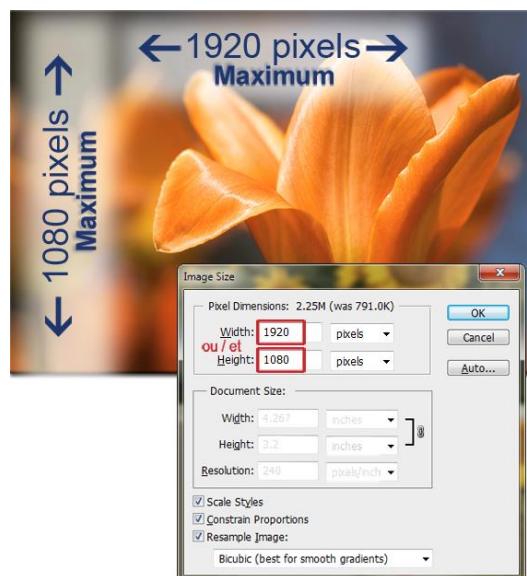 ←1920 pixels→
Maximum
← 1080 pixels →
Maximum
Image Size
Pixel Dimensions: 2.25M (was 791.0K)
OK
Width: 1920 pixels
Cancel
ou / et
Height: 1080 pixels
Auto...
Document Size:
Width: 4.267 inches
Height: 3.2 inches
Resolution: 240 pixels/inch
Scale Styles
Constrain Proportions
Resample Image:
Bicubic (best for smooth gradients)